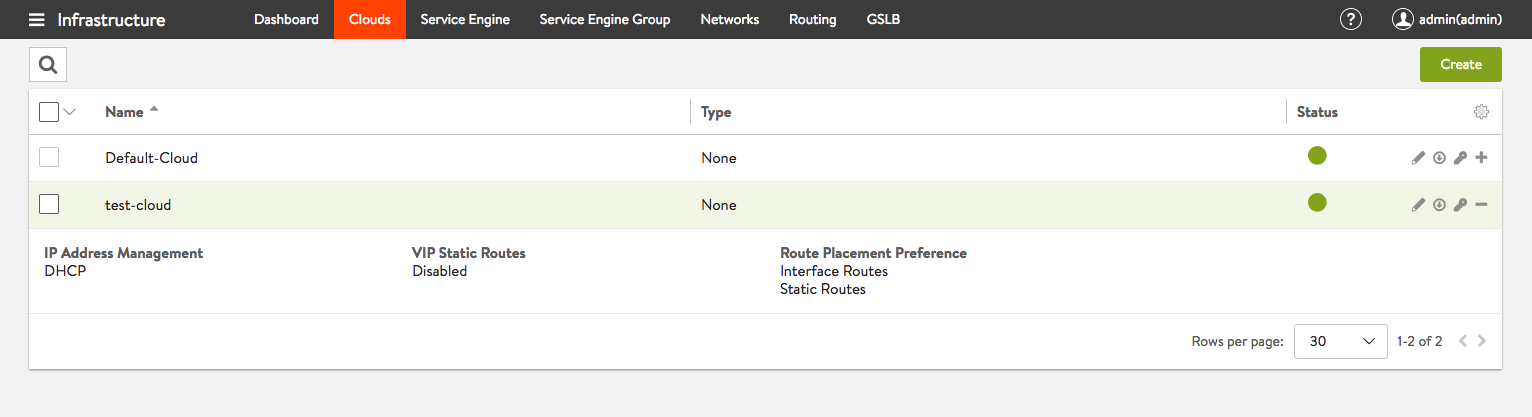 Infrastructure Dashboard Clouds Service Engine Service Engine Group Networks Routing GSLB ? admin(admin)
Create
Name Type Status
Default-Cloud None
test-cloud None
IP Address Management VIP Static Routes Route Placement Preference
DHCP Disabled Interface Routes
Static Routes
Rows per page: 30 1-2 of 2